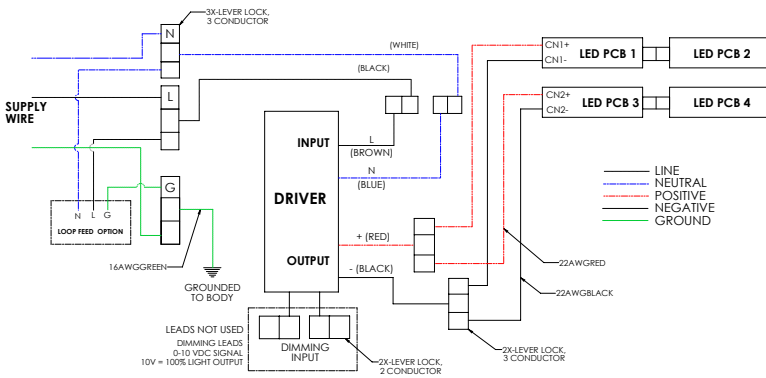 3X-LEVER LOCK,
3 CONDUCTOR
N
(WHITE)
(BLACK)
CN1+
CN1-
LED PCB 1
LED PCB 2
SUPPLY
WIRE
L
CN2+
CN2-
LED PCB 3
LED PCB 4
INPUT
L
(BROWN)
N
(BLUE)
DRIVER
LINE
NEUTRAL
POSITIVE
NEGATIVE
GROUND
G
N L G
LOOP FEED OPTION
+ (RED)
OUTPUT
- (BLACK)
16AWGGREEN
GROUNDED
TO BODY
22AWGRED
22AWGBLACK
LEADS NOT USED
DIMMING LEADS
0-10 VDC SIGNAL
10V = 100% LIGHT OUTPUT
DIMMING
INPUT
2X-LEVER LOCK,
2 CONDUCTOR
2X-LEVER LOCK,
3 CONDUCTOR